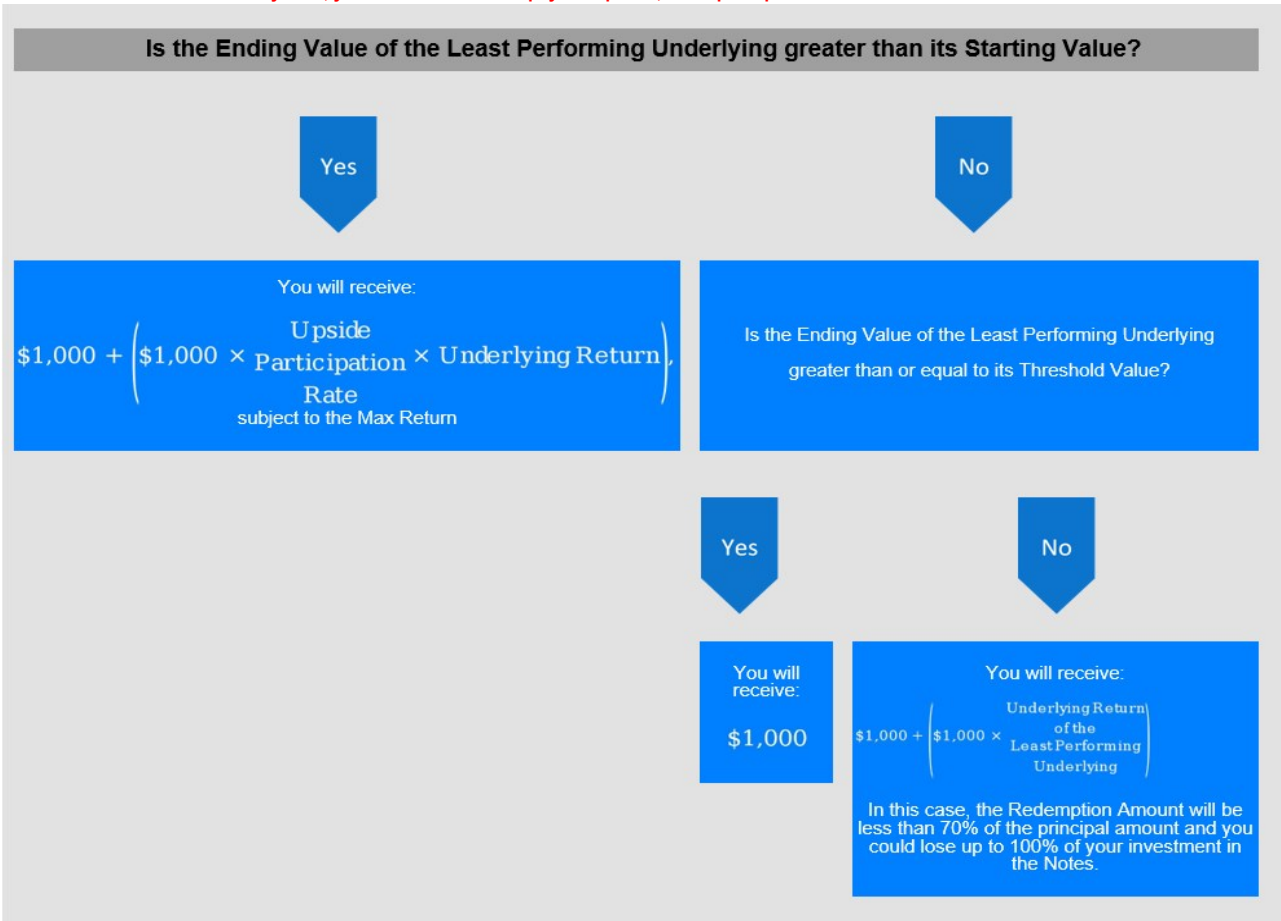 Is the Ending Value of the Least Performing Underlying greater than its Starting Value?
Yes
No
You will receive:
$1,000 + ($1,000 × Upside Participation Rate × Underlying Return),
subject to the Max Return
Is the Ending Value of the Least Performing Underlying
greater than or equal to its Threshold Value?
Yes
No
You will
receive:
$1,000
You will receive:
$1,000 + ($1,000 × Underlying Return of the Least Performing Underlying)
In this case, the Redemption Amount will be
less than 70% of the principal amount and you
could lose up to 100% of your investment in
the Notes.